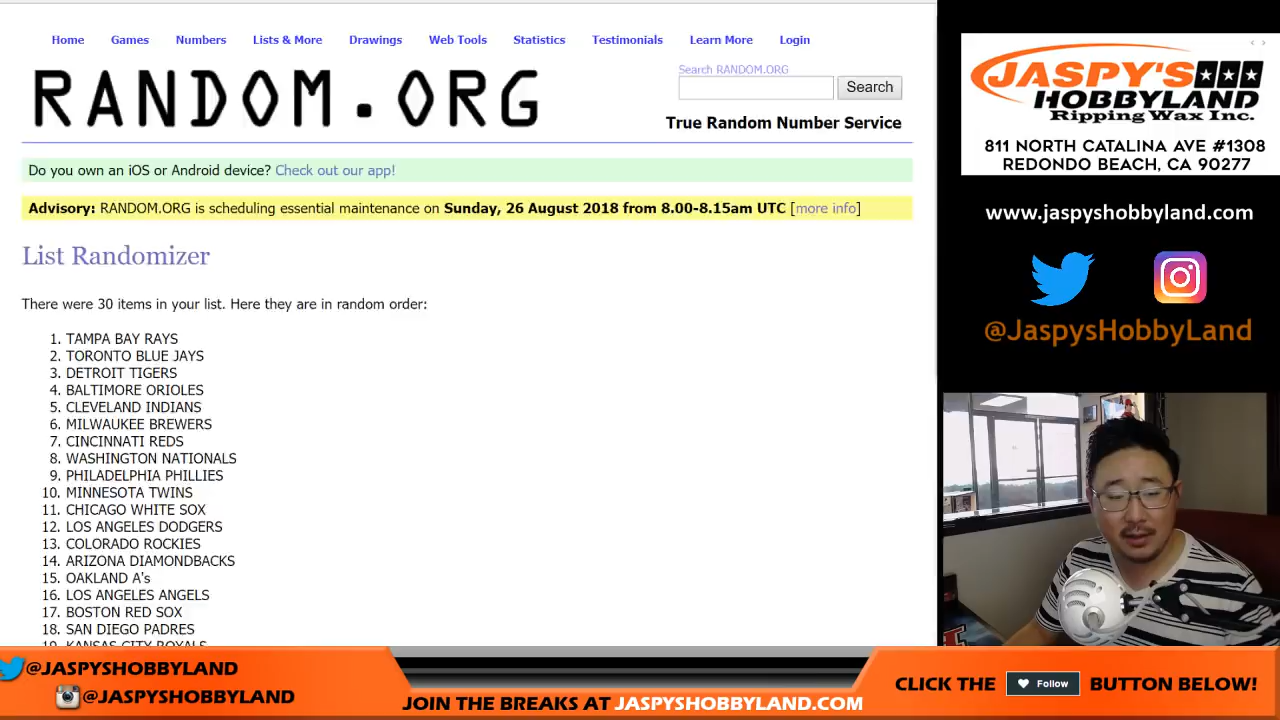 Home Games Numbers Lists & More Drawings Web Tools Statistics Testimonials Learn More Login
RANDOM.ORG
Search RANDOM.ORG
Search
True Random Number Service
Do you own an iOS or Android device? Check out our app!
Advisory: RANDOM.ORG is scheduling essential maintenance on Sunday, 26 August 2018 from 8.00-8.15am UTC [more info]
List Randomizer
There were 30 items in your list. Here they are in random order:
1. TAMPA BAY RAYS
2. TORONTO BLUE JAYS
3. DETROIT TIGERS
4. BALTIMORE ORIOLES
5. CLEVELAND INDIANS
6. MILWAUKEE BREWERS
7. CINCINNATI REDS
8. WASHINGTON NATIONALS
9. PHILADELPHIA PHILLIES
10. MINNESOTA TWINS
11. CHICAGO WHITE SOX
12. LOS ANGELES DODGERS
13. COLORADO ROCKIES
14. ARIZONA DIAMONDBACKS
15. OAKLAND A's
16. LOS ANGELES ANGELS
17. BOSTON RED SOX
18. SAN DIEGO PADRES
19. KANSAS CITY ROYALS
JASPY'S
HOBBYLAND
Ripping Wax Inc.
811 NORTH CATALINA AVE #1308
REDONDO BEACH, CA 90277
www.jaspyshobbyland.com
@JaspysHobbyLand
@JASPYSHOBBYLAND
@JASPYSHOBBYLAND
JOIN THE BREAKS AT JASPYSHOBBYLAND.COM
CLICK THE Follow BUTTON BELOW!